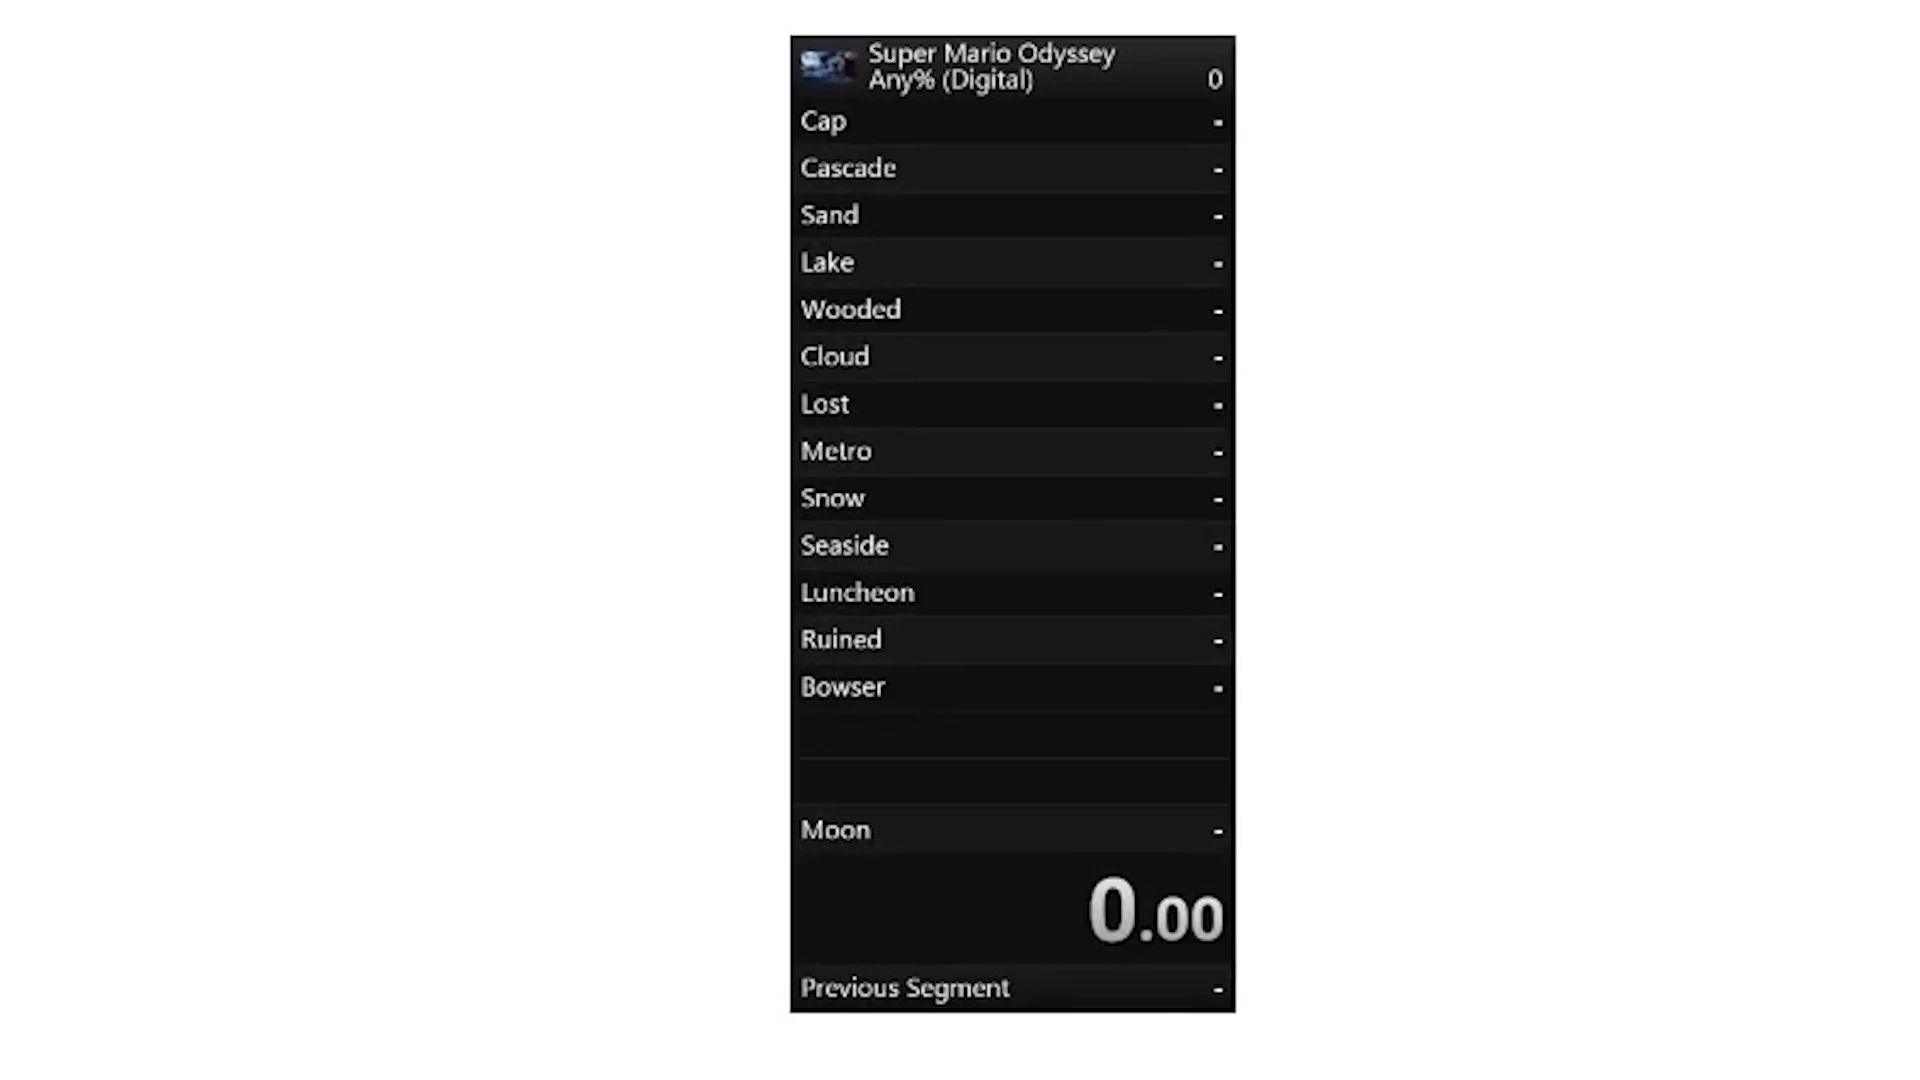 Super Mario Odyssey
Any% (Digital) 0
Cap -
Cascade -
Sand -
Lake -
Wooded -
Cloud -
Lost -
Metro -
Snow -
Seaside -
Luncheon -
Ruined -
Bowser -
Moon -
0.00
Previous Segment -